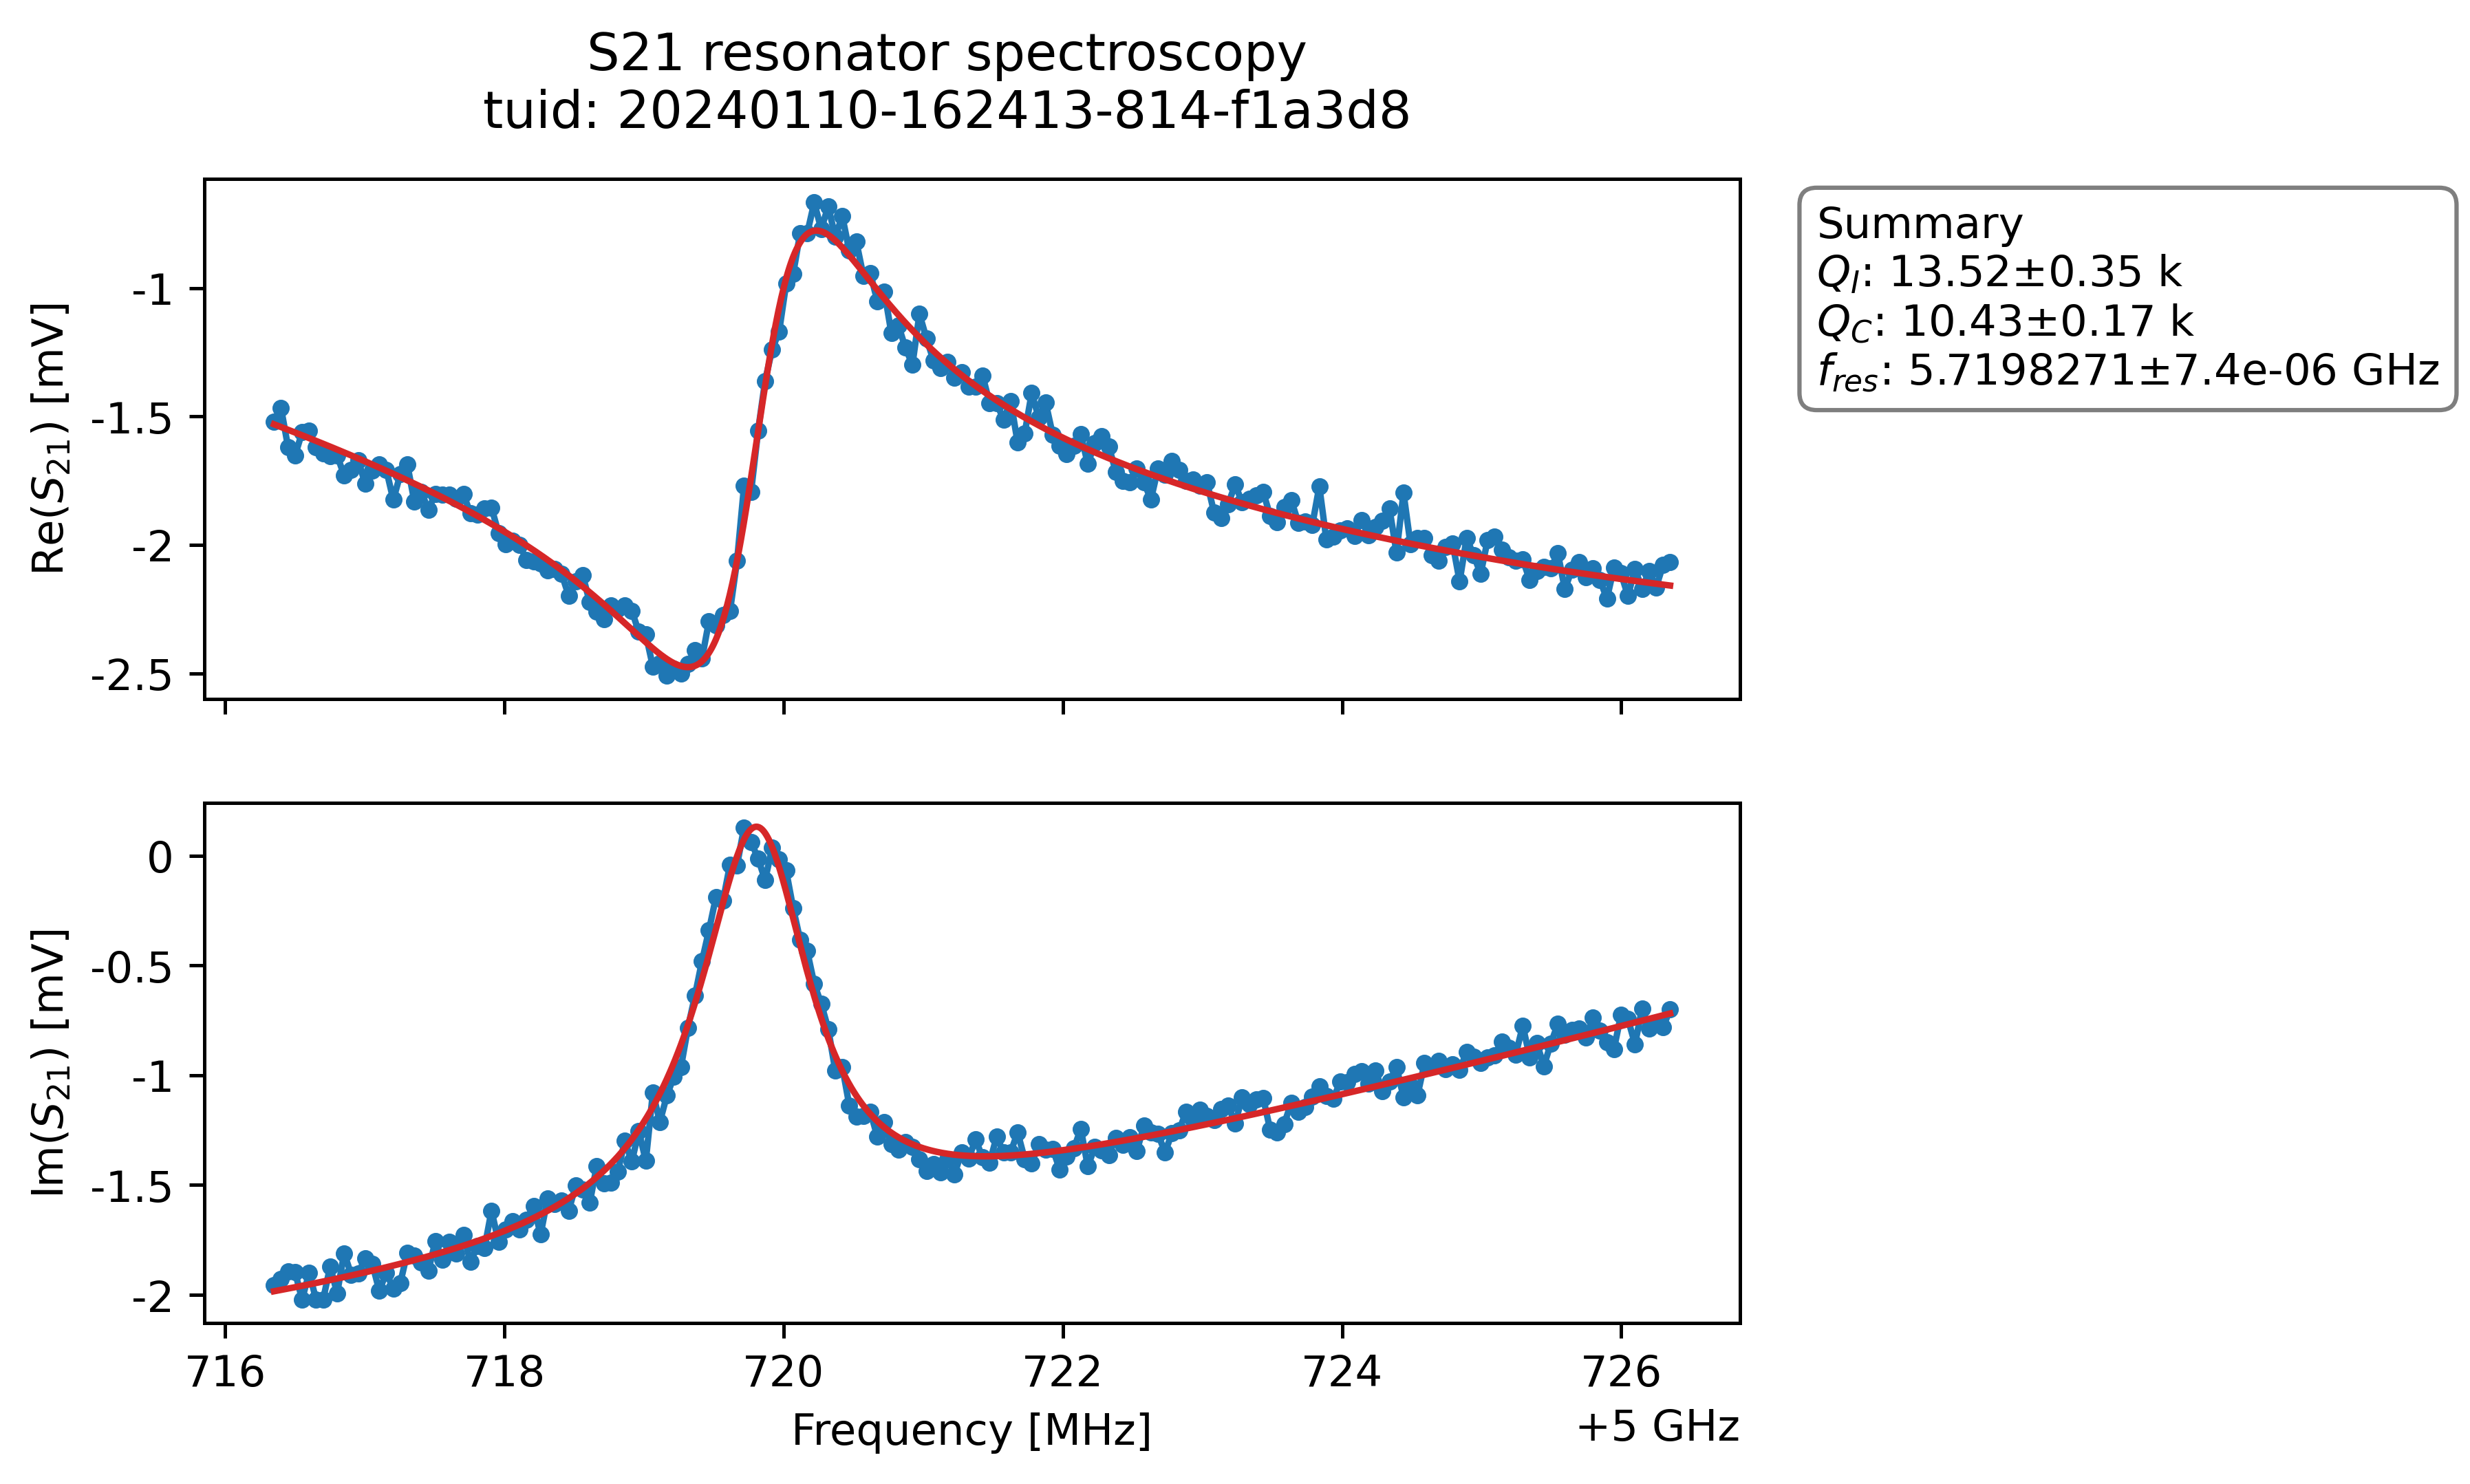 S21 resonator spectroscopy
tuid: 20240110-162413-814-f1a3d8
Re(S₂₁) [mV]
-1
-1.5
-2
-2.5
Summary
Q_I: 13.52±0.35 k
Q_C: 10.43±0.17 k
f_res: 5.7198271±7.4e-06 GHz
Im(S₂₁) [mV]
0
-0.5
-1
-1.5
-2
716 718 720 722 724 726
Frequency [MHz]
+5 GHz